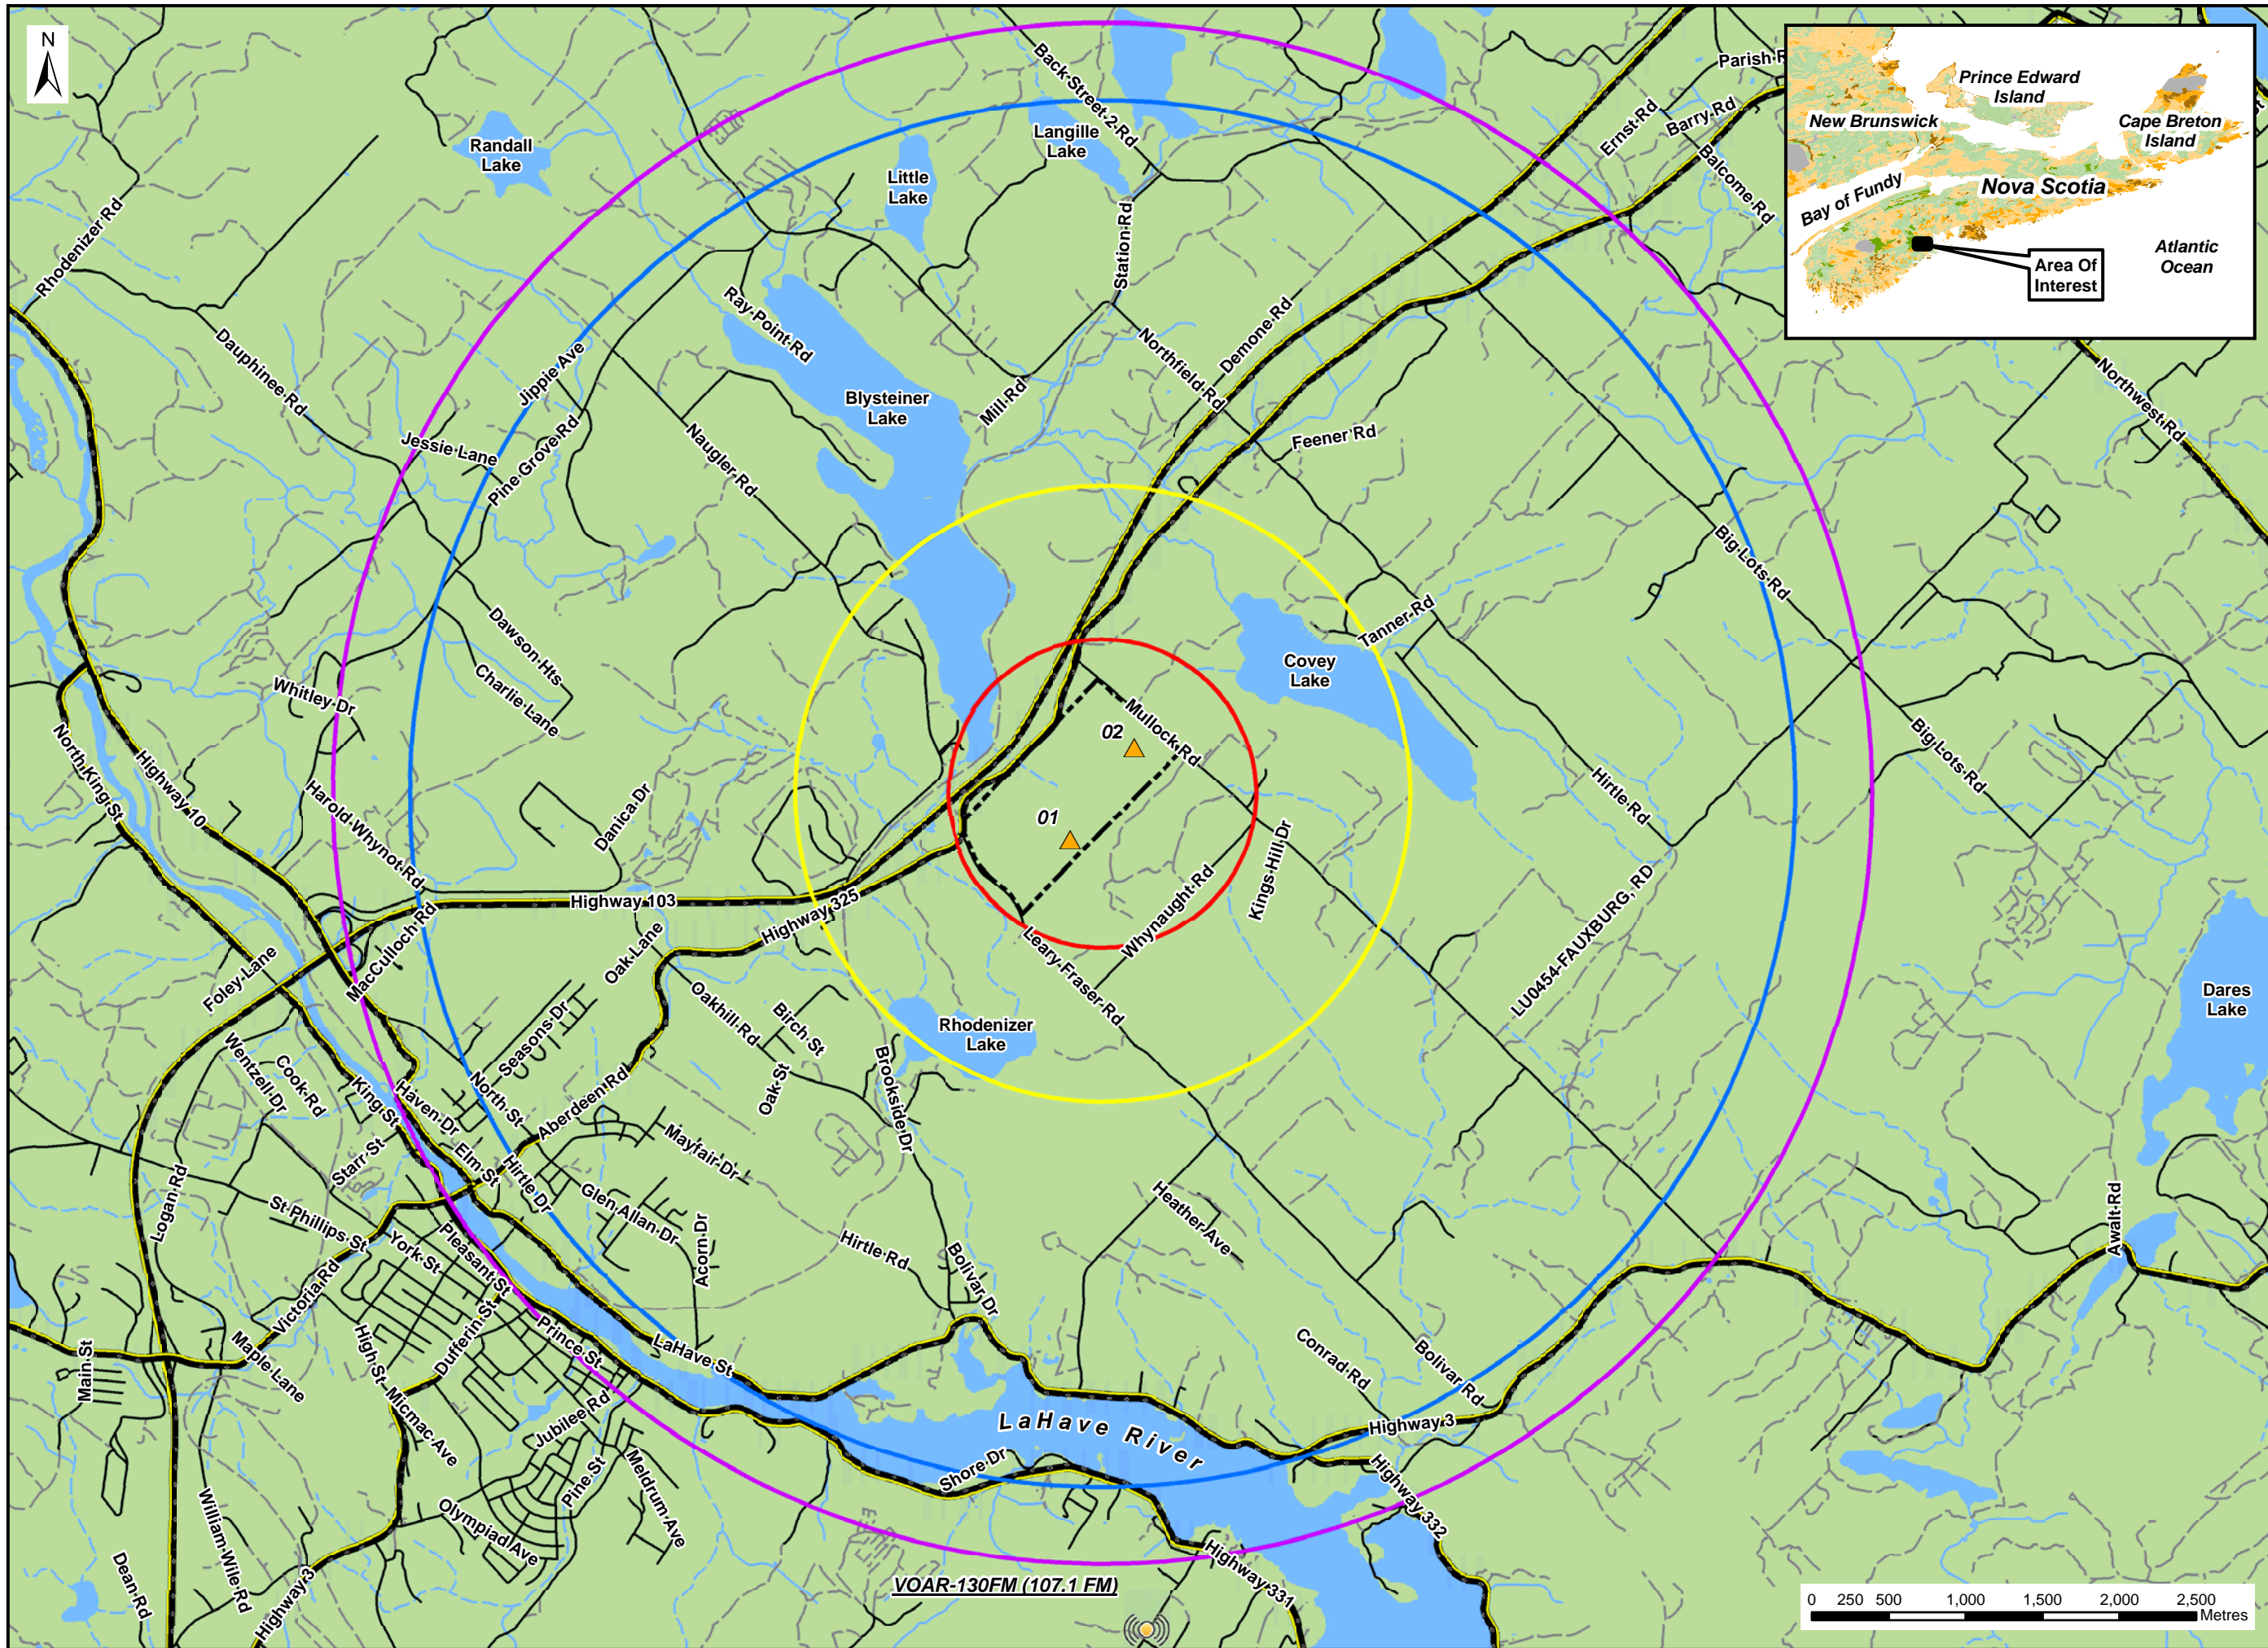 N
Back Street 2 Rd
Parish R
Ernst Rd
Barry Rd
Balcome Rd
Prince Edward
Island
New Brunswick
Cape Breton
Island
Bay of Fundy
Nova Scotia
Atlantic
Ocean
Area Of
Interest
Randall
Lake
Langille
Lake
Little
Lake
Rhodenizer Rd
Station Rd
Ray Point Rd
Demone Rd
Northfield Rd
Northwest Rd
Dauphinee Rd
Jippie Ave
Blysteiner
Lake
Mill Rd
Feener Rd
Jessie Lane
Pine Grove Rd
Naugler Rd
Big Lots Rd
Tanner Rd
Dawson Hts
Charlie Lane
Covey
Lake
Whitley Dr
Mullock Rd
02
01
North King St
Highway 10
Harold Whynot Rd
Danica Dr
Hirtle Rd
Big Lots Rd
Kings Hill Dr
Whynaught Rd
Highway 103
Highway 325
MacCulloch Rd
Oak Lane
Foley Lane
Leary Fraser Rd
LU0454-FAUXBURG, RD
Dares
Lake
Seasons Dr
Oakhill Rd
Birch St
Rhodenizer
Lake
Wentzell Dr
Cook Rd
King St
Haven Dr
North St
Aberdeen Rd
Oak St
Brookside Dr
Starr St
Elm St
Hirtle Dr
Mayfair Dr
Logan Rd
St Phillips St
York St
Pleasant St
Glen Allan Dr
Acorn Dr
Hirtle Rd
Bolivar Dr
Heather Ave
Awalt Rd
Victoria Rd
Main St
Maple Lane
High St
Dufferin St
Prince St
LaHave St
Conrad Rd
Bolivar Rd
Micmac Ave
Jubilee Rd
LaHave River
Highway 3
Shore Dr
Pine St
Meldrum Ave
Highway 332
William Wile Rd
Olympiad Ave
Dean Rd
Highway 3
Highway 331
VOAR-130FM (107.1 FM)
0 250 500 1,000 1,500 2,000 2,500
Metres